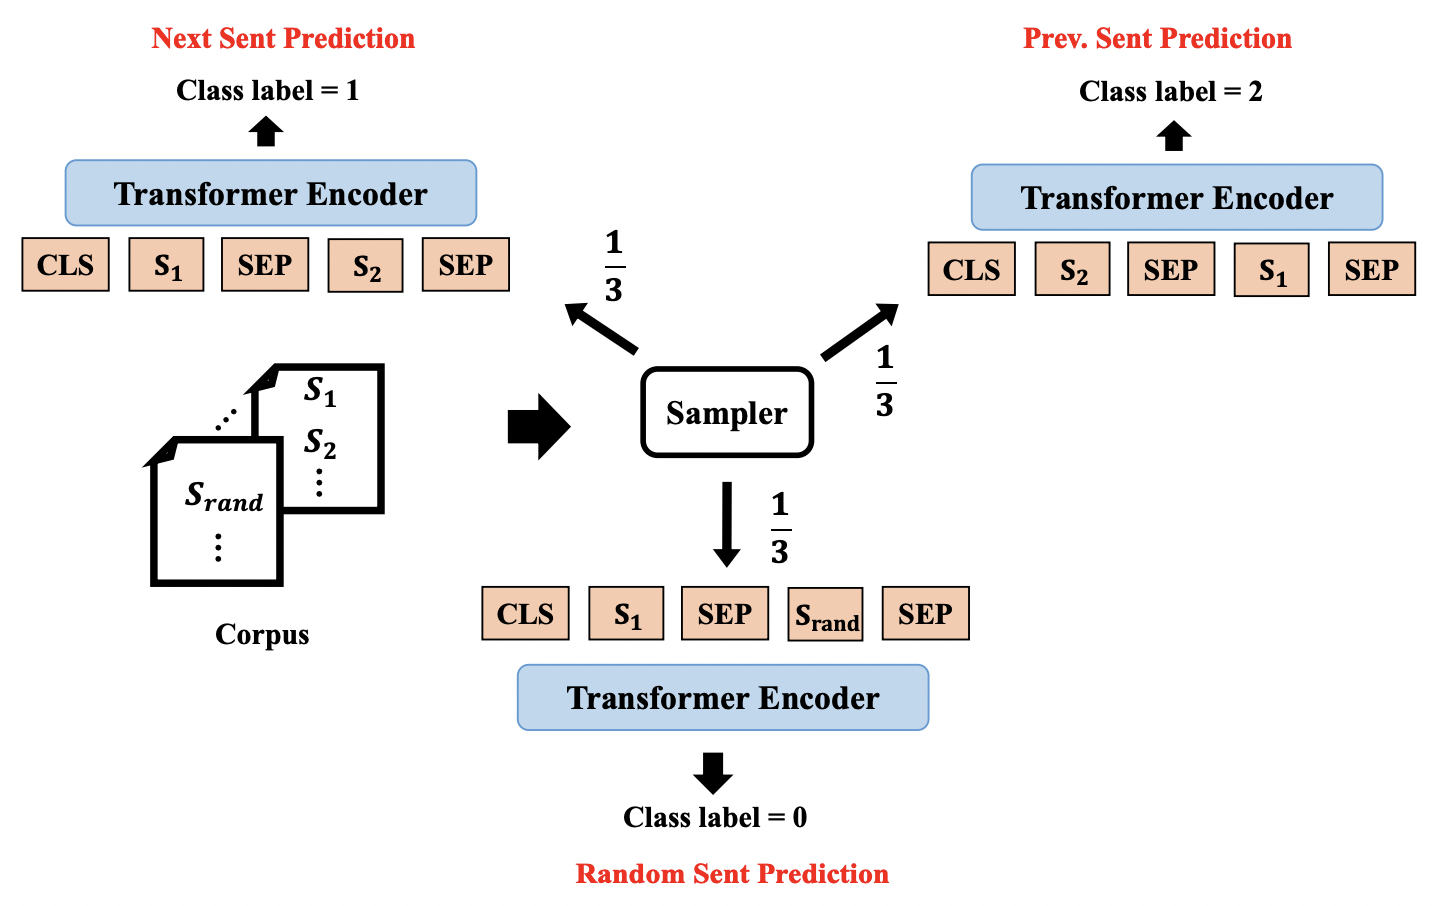 Next Sent Prediction
Class label = 1
Transformer Encoder
CLS S₁ SEP S₂ SEP
Prev. Sent Prediction
Class label = 2
Transformer Encoder
CLS S₂ SEP S₁ SEP
1
3
1
3
S₁
S₂
⋮
S_rand
⋮
Corpus
Sampler
1
3
CLS S₁ SEP S_rand SEP
Transformer Encoder
Class label = 0
Random Sent Prediction